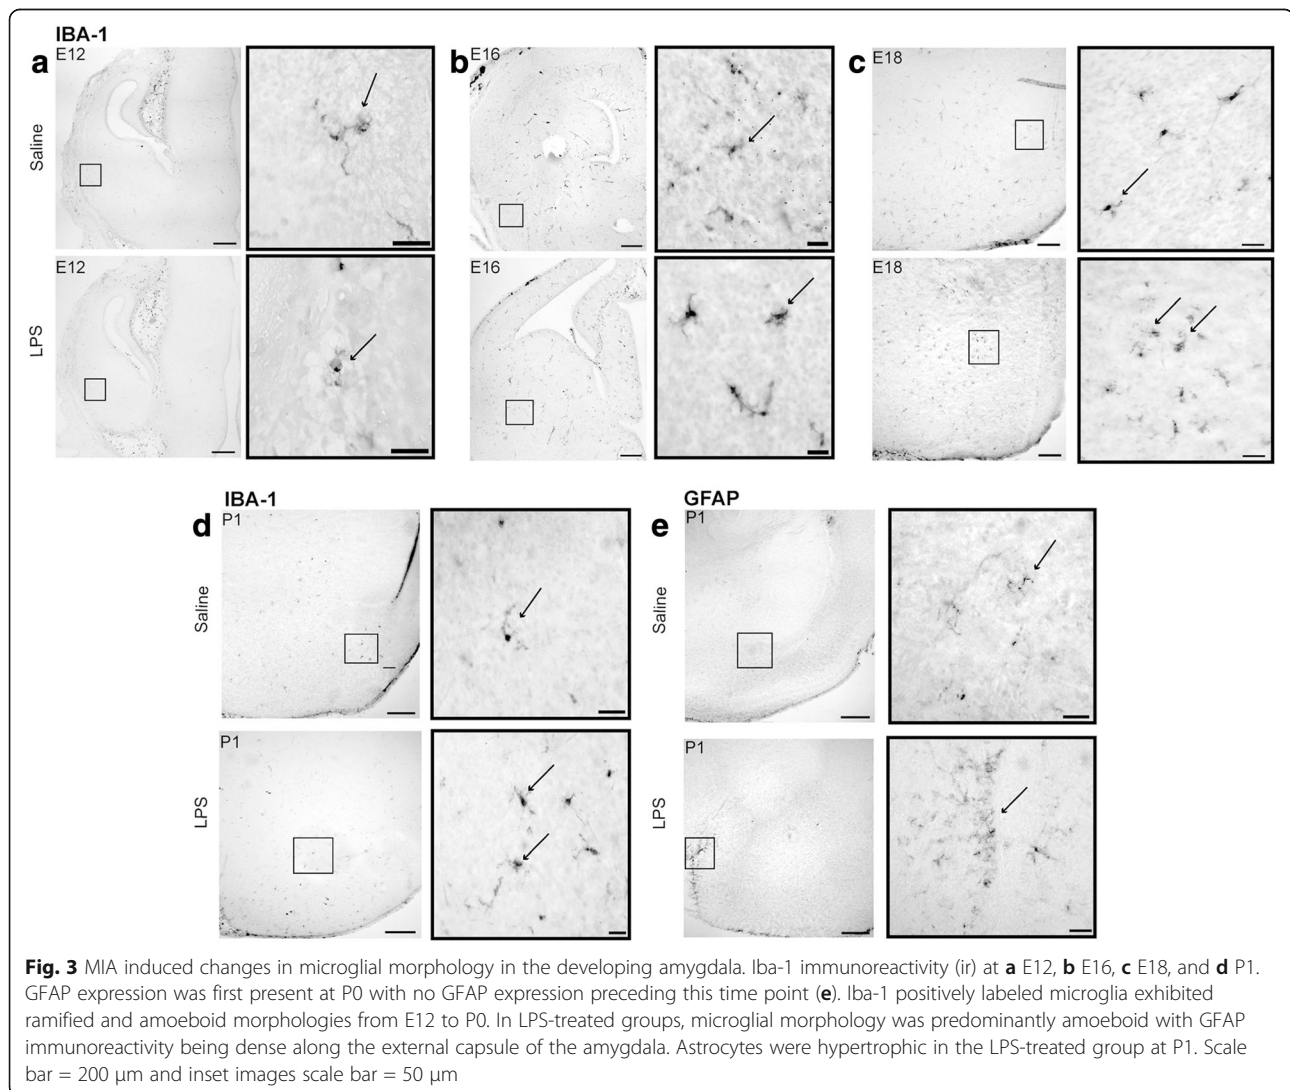 IBA-1
a
E12
b
E16
c
E18
Saline
E12
E16
E18
LPS
IBA-1
GFAP
d
P1
e
P1
Saline
Saline
P1
P1
LPS
LPS
Fig. 3 MIA induced changes in microglial morphology in the developing amygdala. Iba-1 immunoreactivity (ir) at a E12, b E16, c E18, and d P1.
GFAP expression was first present at P0 with no GFAP expression preceding this time point (e). Iba-1 positively labeled microglia exhibited
ramified and amoeboid morphologies from E12 to P0. In LPS-treated groups, microglial morphology was predominantly amoeboid with GFAP
immunoreactivity being dense along the external capsule of the amygdala. Astrocytes were hypertrophic in the LPS-treated group at P1. Scale
bar = 200 μm and inset images scale bar = 50 μm